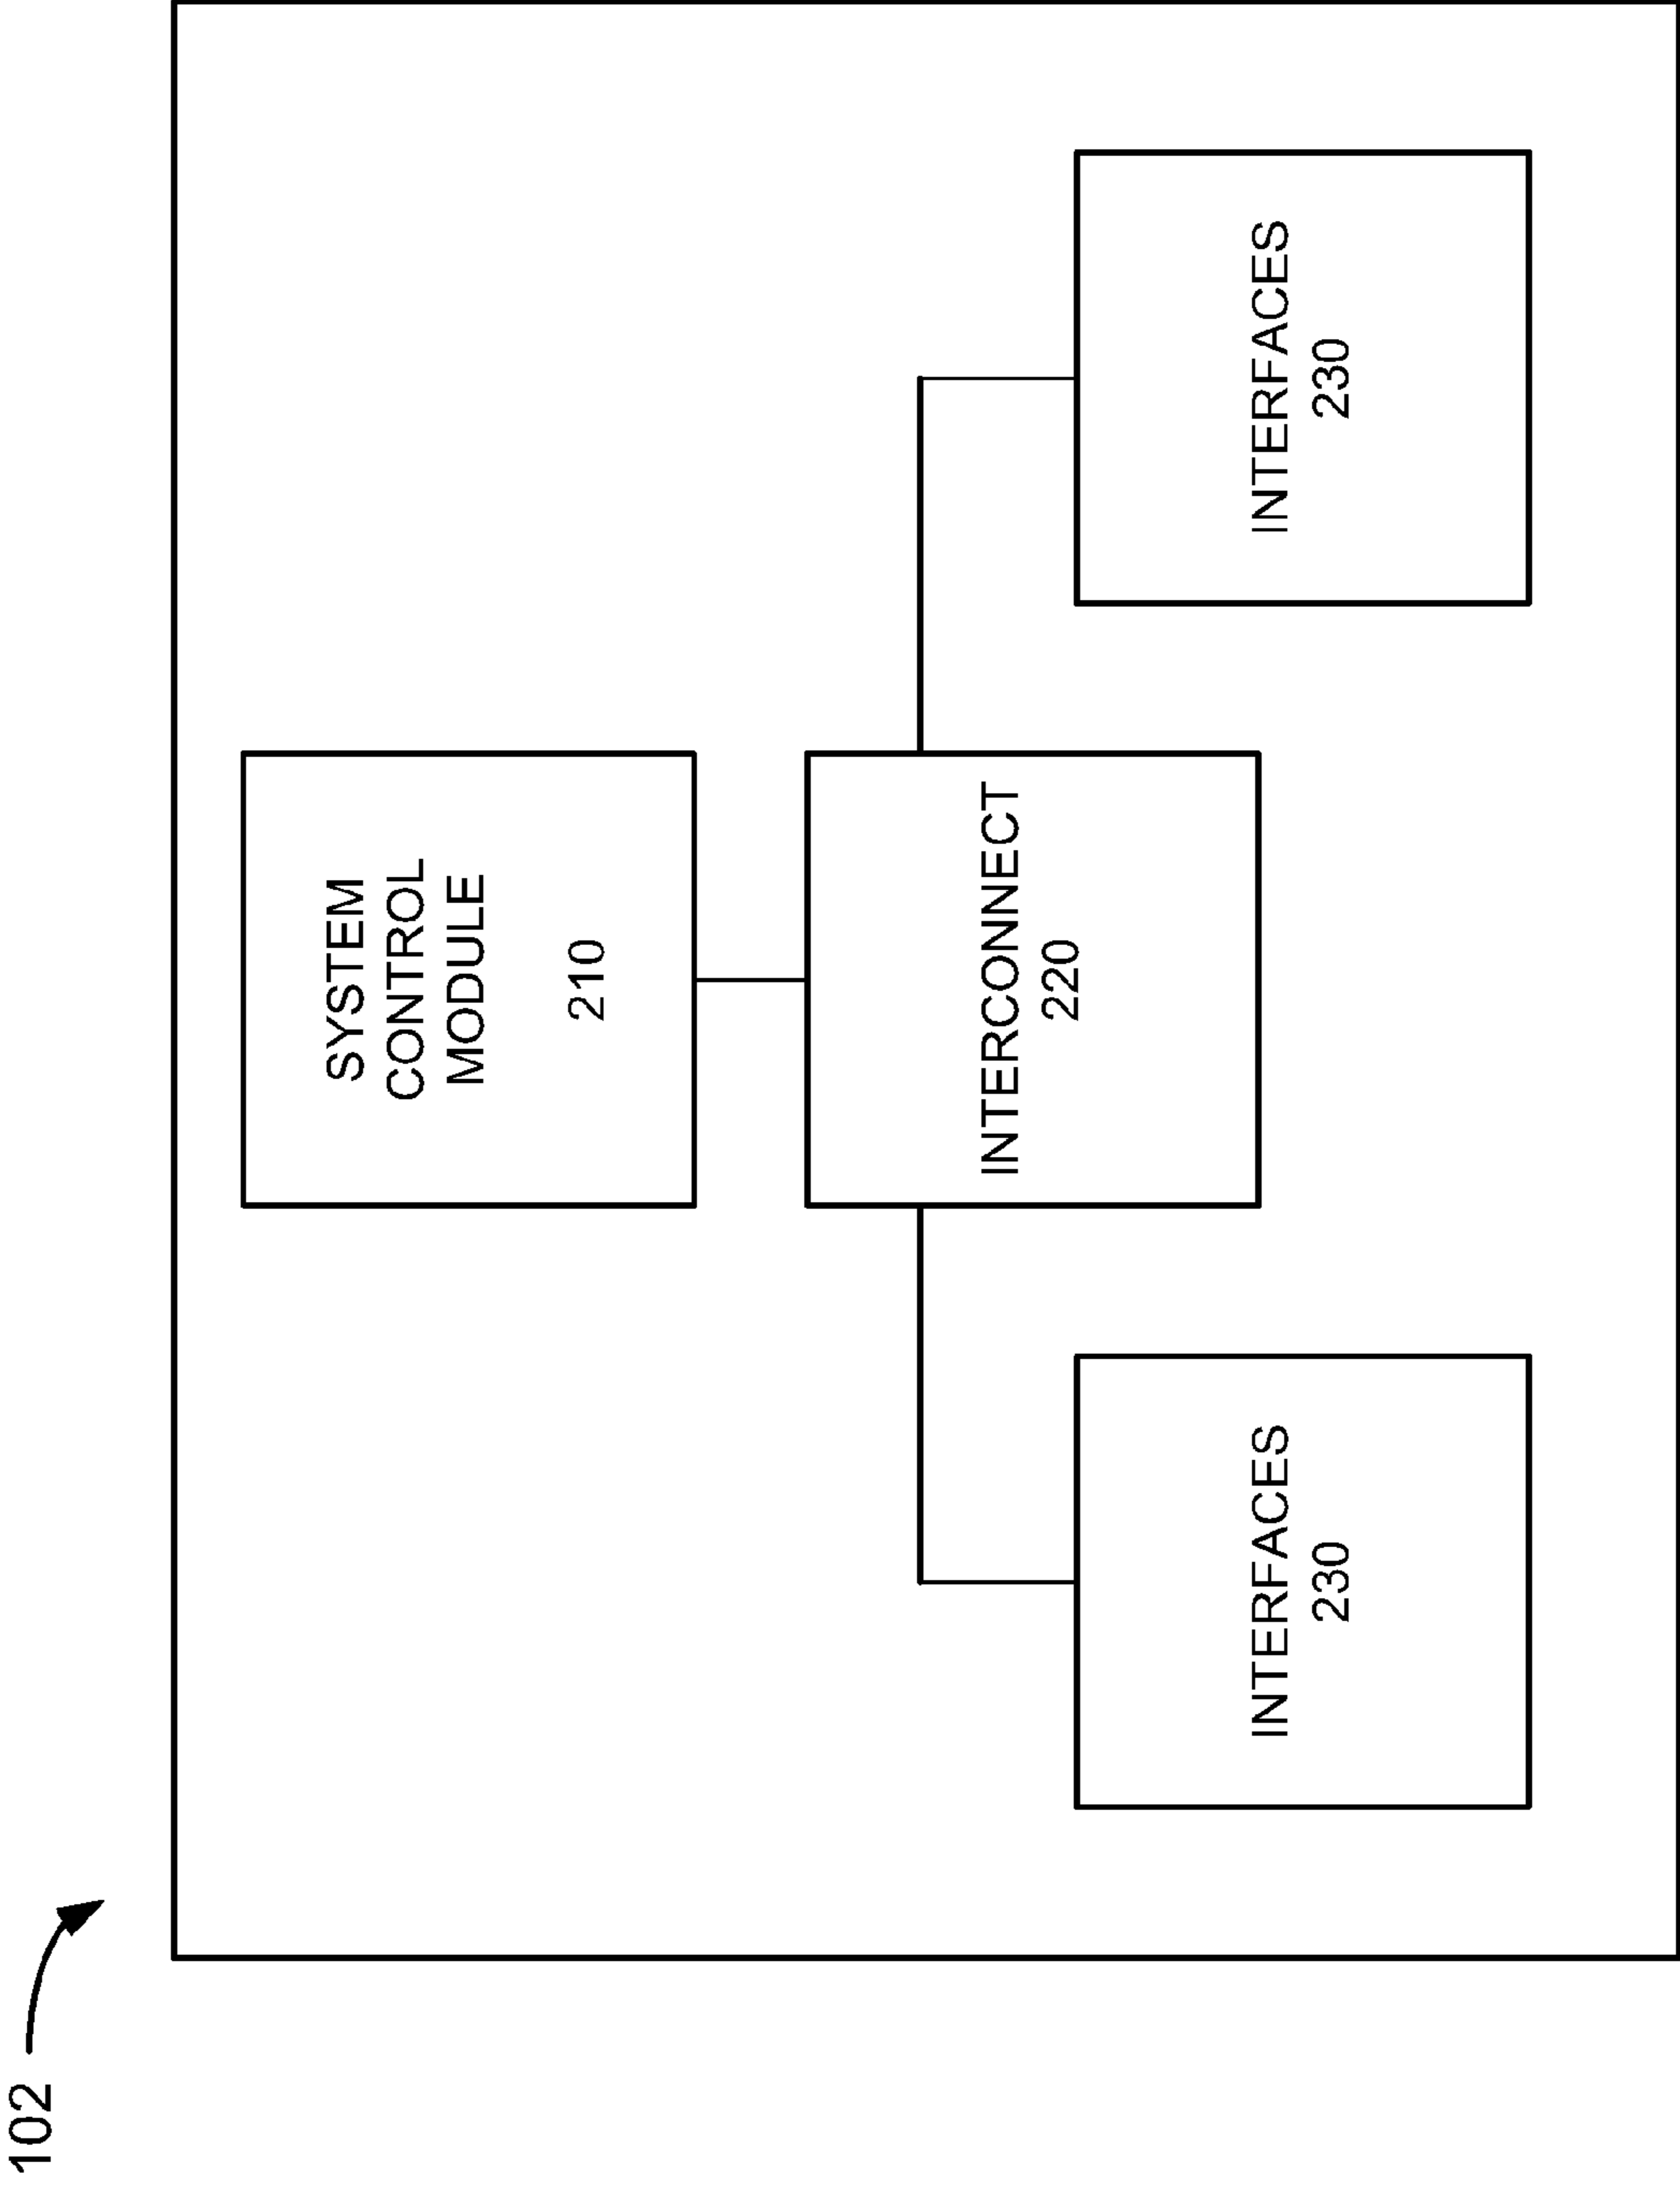 102
SYSTEM
CONTROL
MODULE
210
INTERCONNECT
220
INTERFACES
230
INTERFACES
230